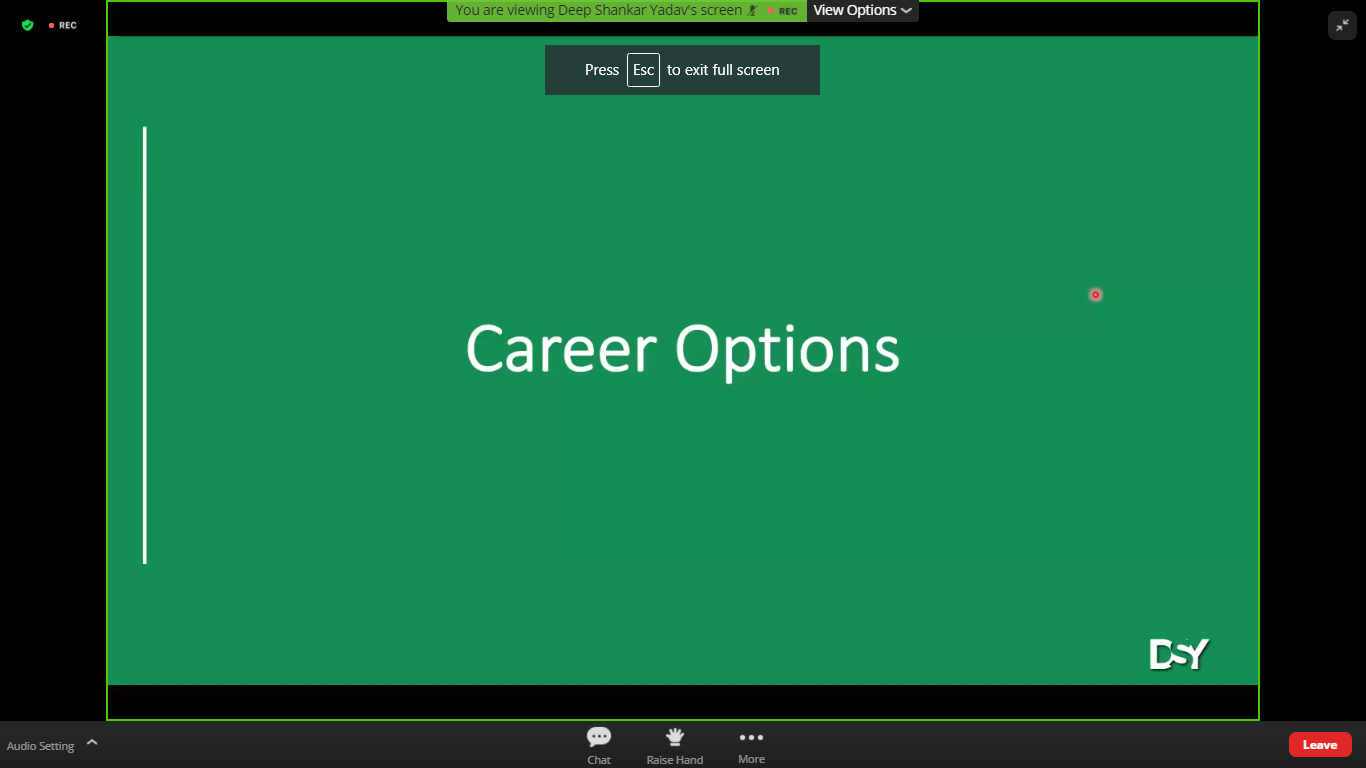 REC
You are viewing Deep Shankar Yadav's screen REC View Options
Press Esc to exit full screen
Career Options
DSY
Audio Setting
Chat Raise Hand More
Leave